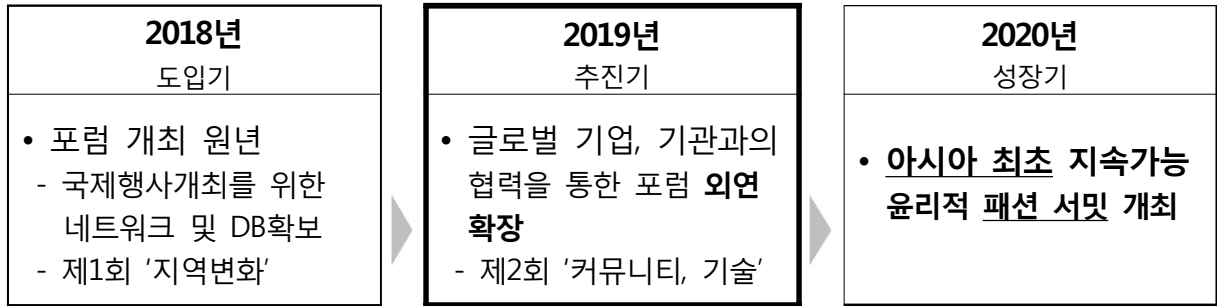 2018년
도입기
• 포럼 개최 원년
- 국제행사개최를 위한
네트워크 및 DB확보
- 제1회 '지역변화'
2019년
추진기
• 글로벌 기업, 기관과의
협력을 통한 포럼 외연
확장
- 제2회 '커뮤니티, 기술'
2020년
성장기
• 아시아 최초 지속가능
윤리적 패션 서밋 개최